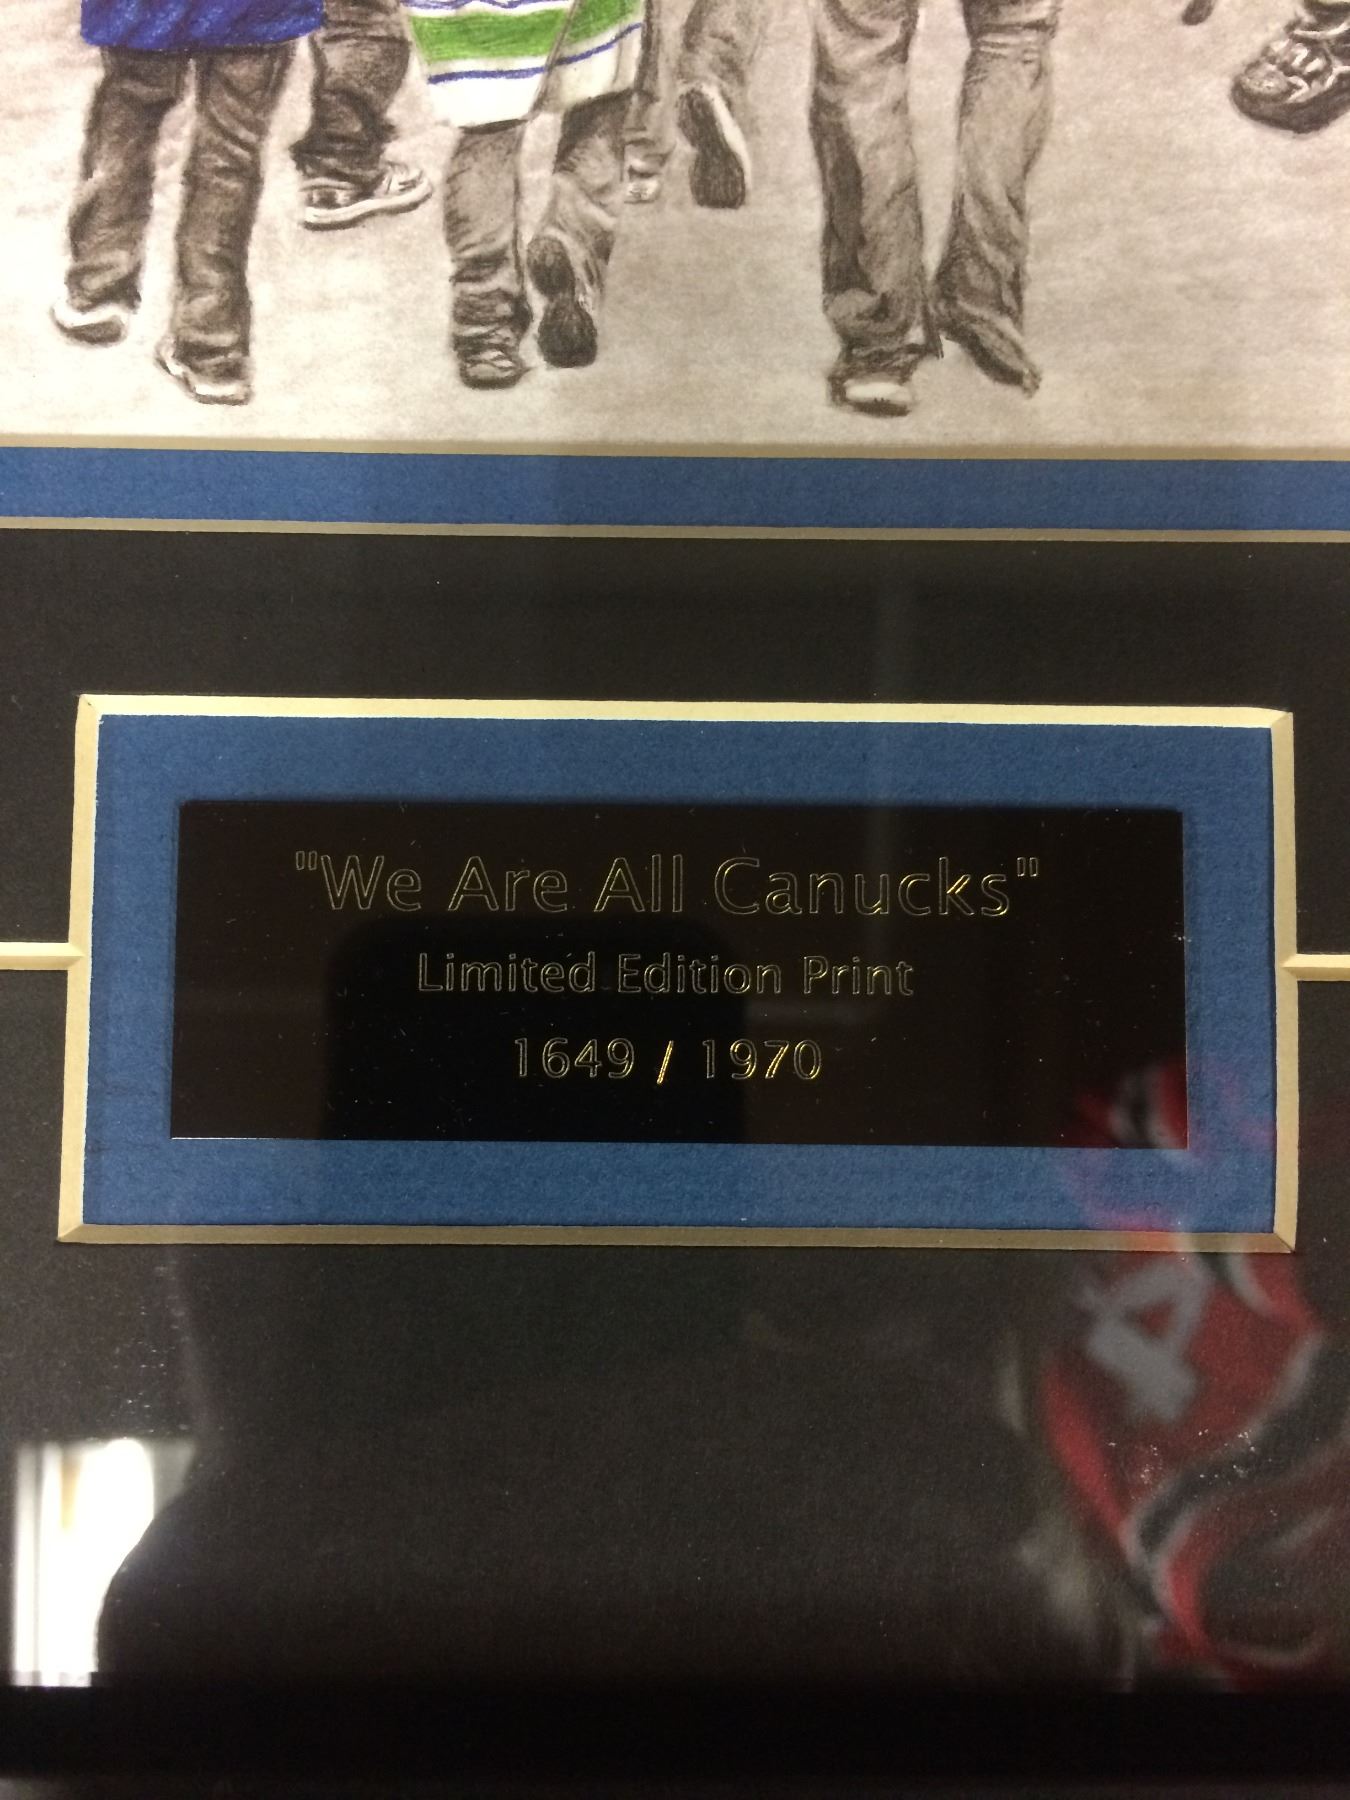 "We Are All Canucks"
Limited Edition Print
1649 / 1970